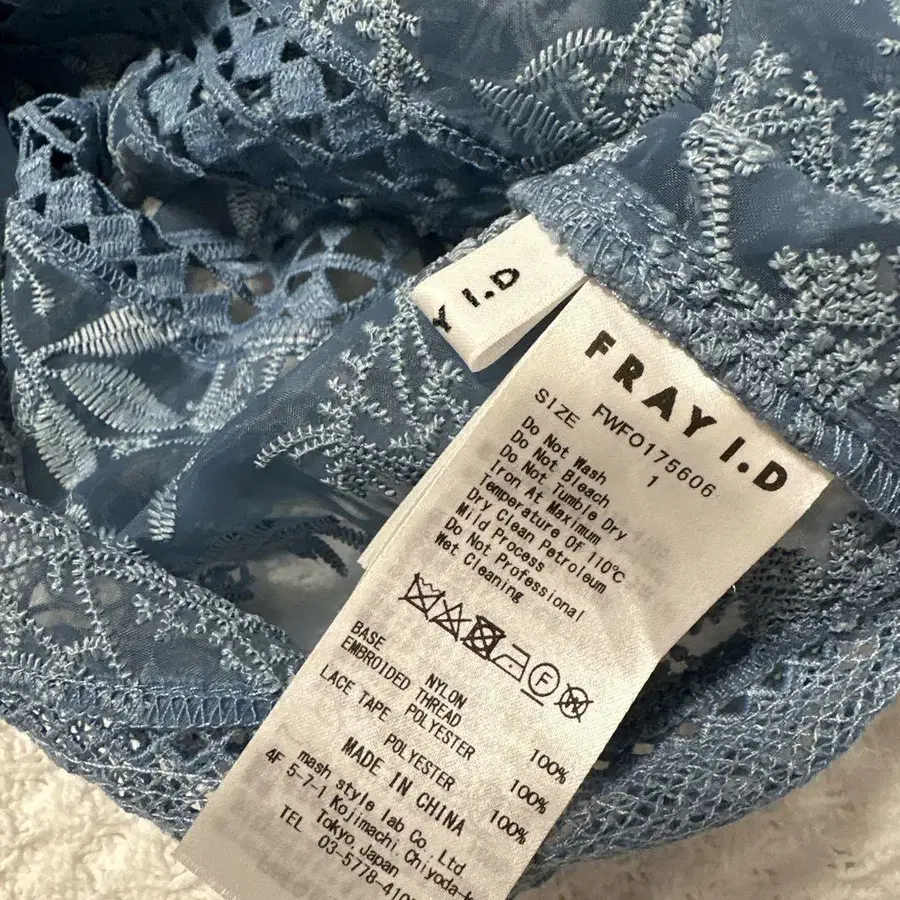 Y I.D
FRAY I.D
FWFO175606
SIZE 1
Do Not Wash
Do Not Bleach
Do Not Tumble Dry
Iron At Maximum
Temperature Of 110℃
Dry Clean Petroleum
Mild Process
Do Not Professional
Wet Cleaning
F W
BASE
NYLON 100%
EMBROIDED THREAD
POLYESTER 100%
LACE TAPE
POLYESTER 100%
MADE IN CHINA
mash style lab Co., Ltd.
4F 5-7-1 Kojimachi, Chiyoda-k
Tokyo, Japan
TEL 03-5778-410